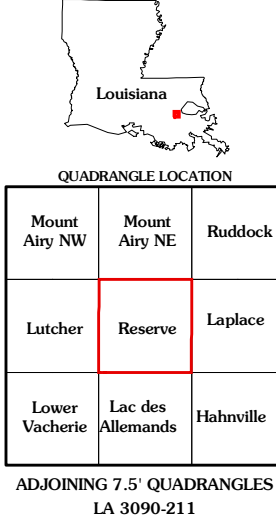 Louisiana
QUADRANGLE LOCATION
Mount
Airy NW
Mount
Airy NE
Ruddock
Lutcher
Reserve
Laplace
Lower
Vacherie
Lac des
Allemands
Hahnville
ADJOINING 7.5' QUADRANGLES
LA 3090-211